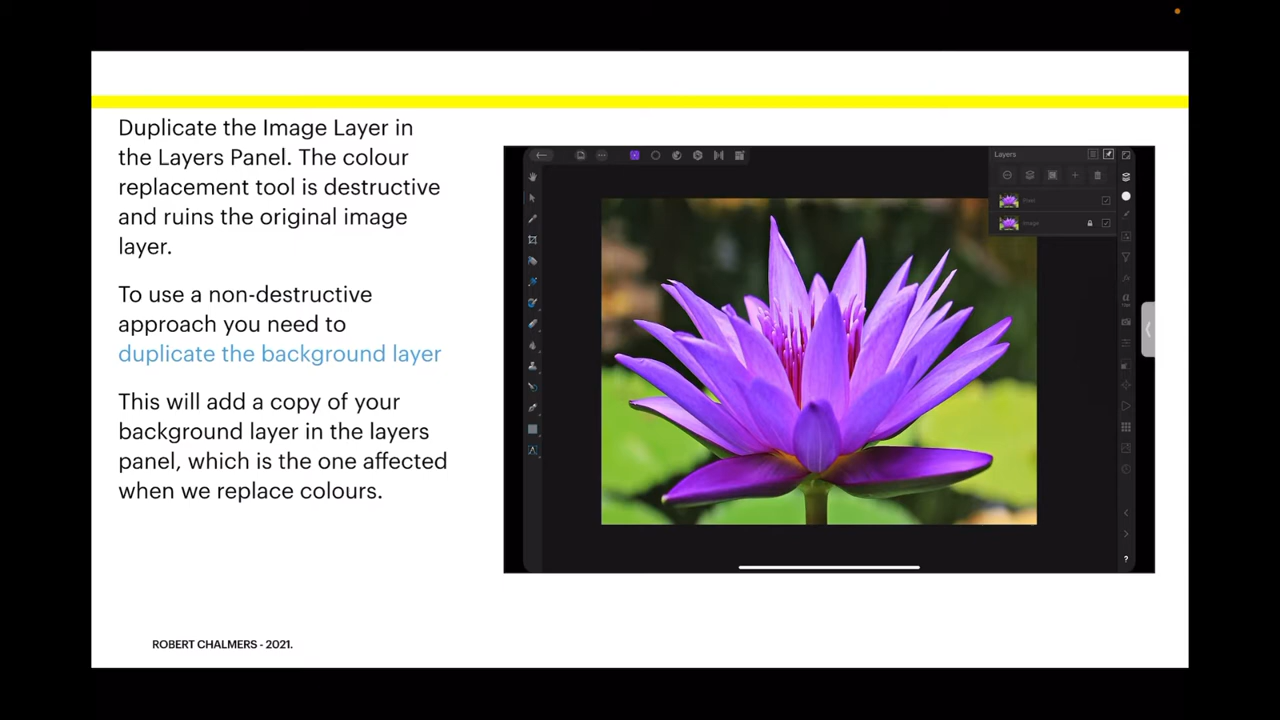 Duplicate the Image Layer in
the Layers Panel. The colour
replacement tool is destructive
and ruins the original image
layer.
To use a non-destructive
approach you need to
duplicate the background layer
This will add a copy of your
background layer in the layers
panel, which is the one affected
when we replace colours.
Layers
Pixel
Image
?
ROBERT CHALMERS - 2021.